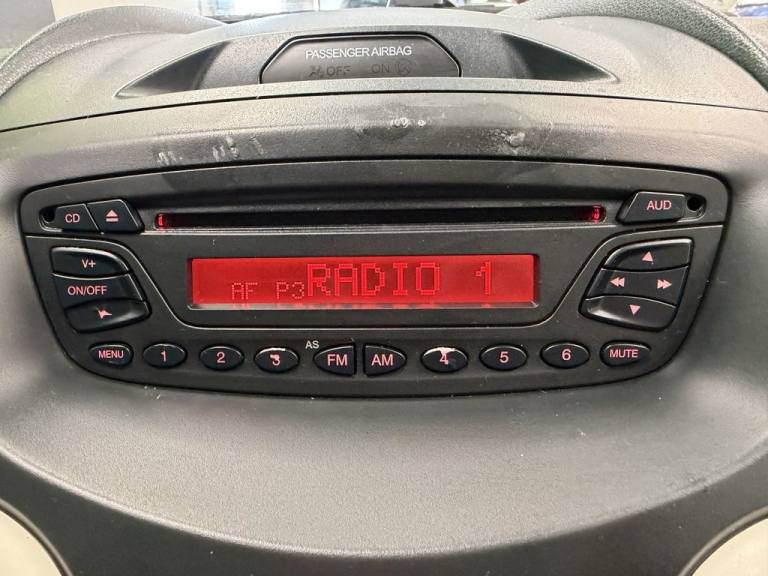 PASSENGER AIRBAG
OFF ON
CD
AUD
V+
ON/OFF
AF P3 RADIO 1
MENU 1 2 3 AS FM AM 4 5 6 MUTE